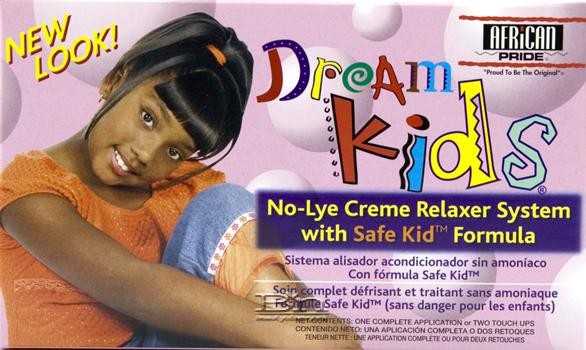 NEW
LOOK!
AFRICAN
PRIDE®
"Proud To Be The Original"®
Dream
Kids®
No-Lye Creme Relaxer System
with Safe Kid™ Formula
Sistema alisador acondicionador sin amoníaco
Con fórmula Safe Kid™
Soin complet défrisant et traitant sans amoniaque
Formule Safe Kid™ (sans danger pour les enfants)
NET CONTENTS: ONE COMPLETE APPLICATION or TWO TOUCH UPS
CONTENIDO NETO: UNA APLICACIÓN COMPLETA O DOS RETOQUES
TENEUR NETTE : UNE APPLICATION COMPLÈTE OU POUR DEUX RETOUCHES